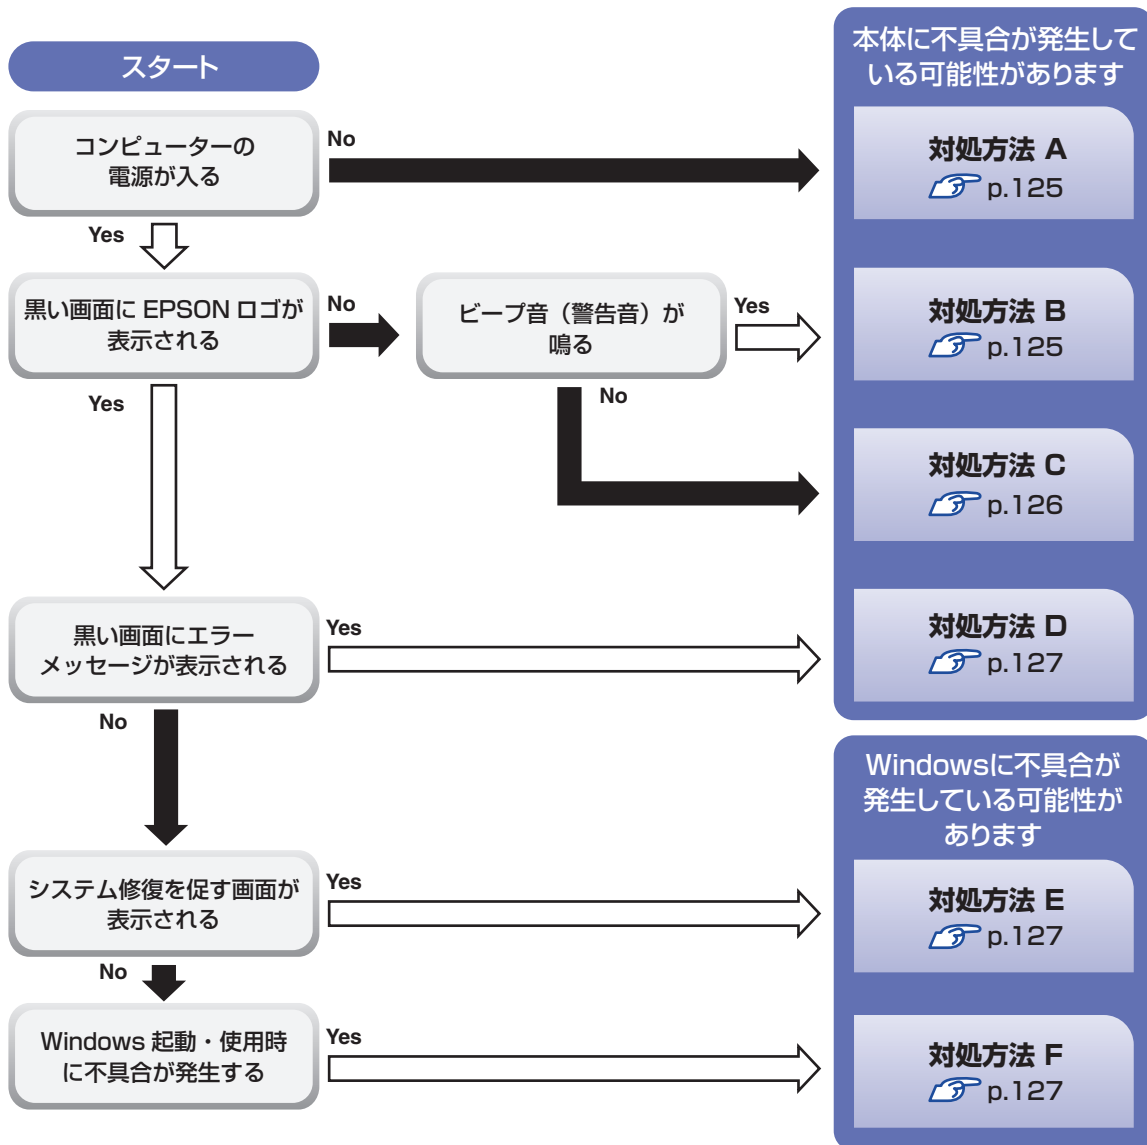 スタート
コンピューターの
電源が入る
No
Yes
黒い画面に EPSON ロゴが
表示される
No
ビープ音（警告音）が
鳴る
Yes
No
Yes
黒い画面にエラー
メッセージが表示される
Yes
No
システム修復を促す画面が
表示される
Yes
No
Windows 起動・使用時
に不具合が発生する
Yes
本体に不具合が発生して
いる可能性があります
対処方法 A
p.125
対処方法 B
p.125
対処方法 C
p.126
対処方法 D
p.127
Windowsに不具合が
発生している可能性が
あります
対処方法 E
p.127
対処方法 F
p.127